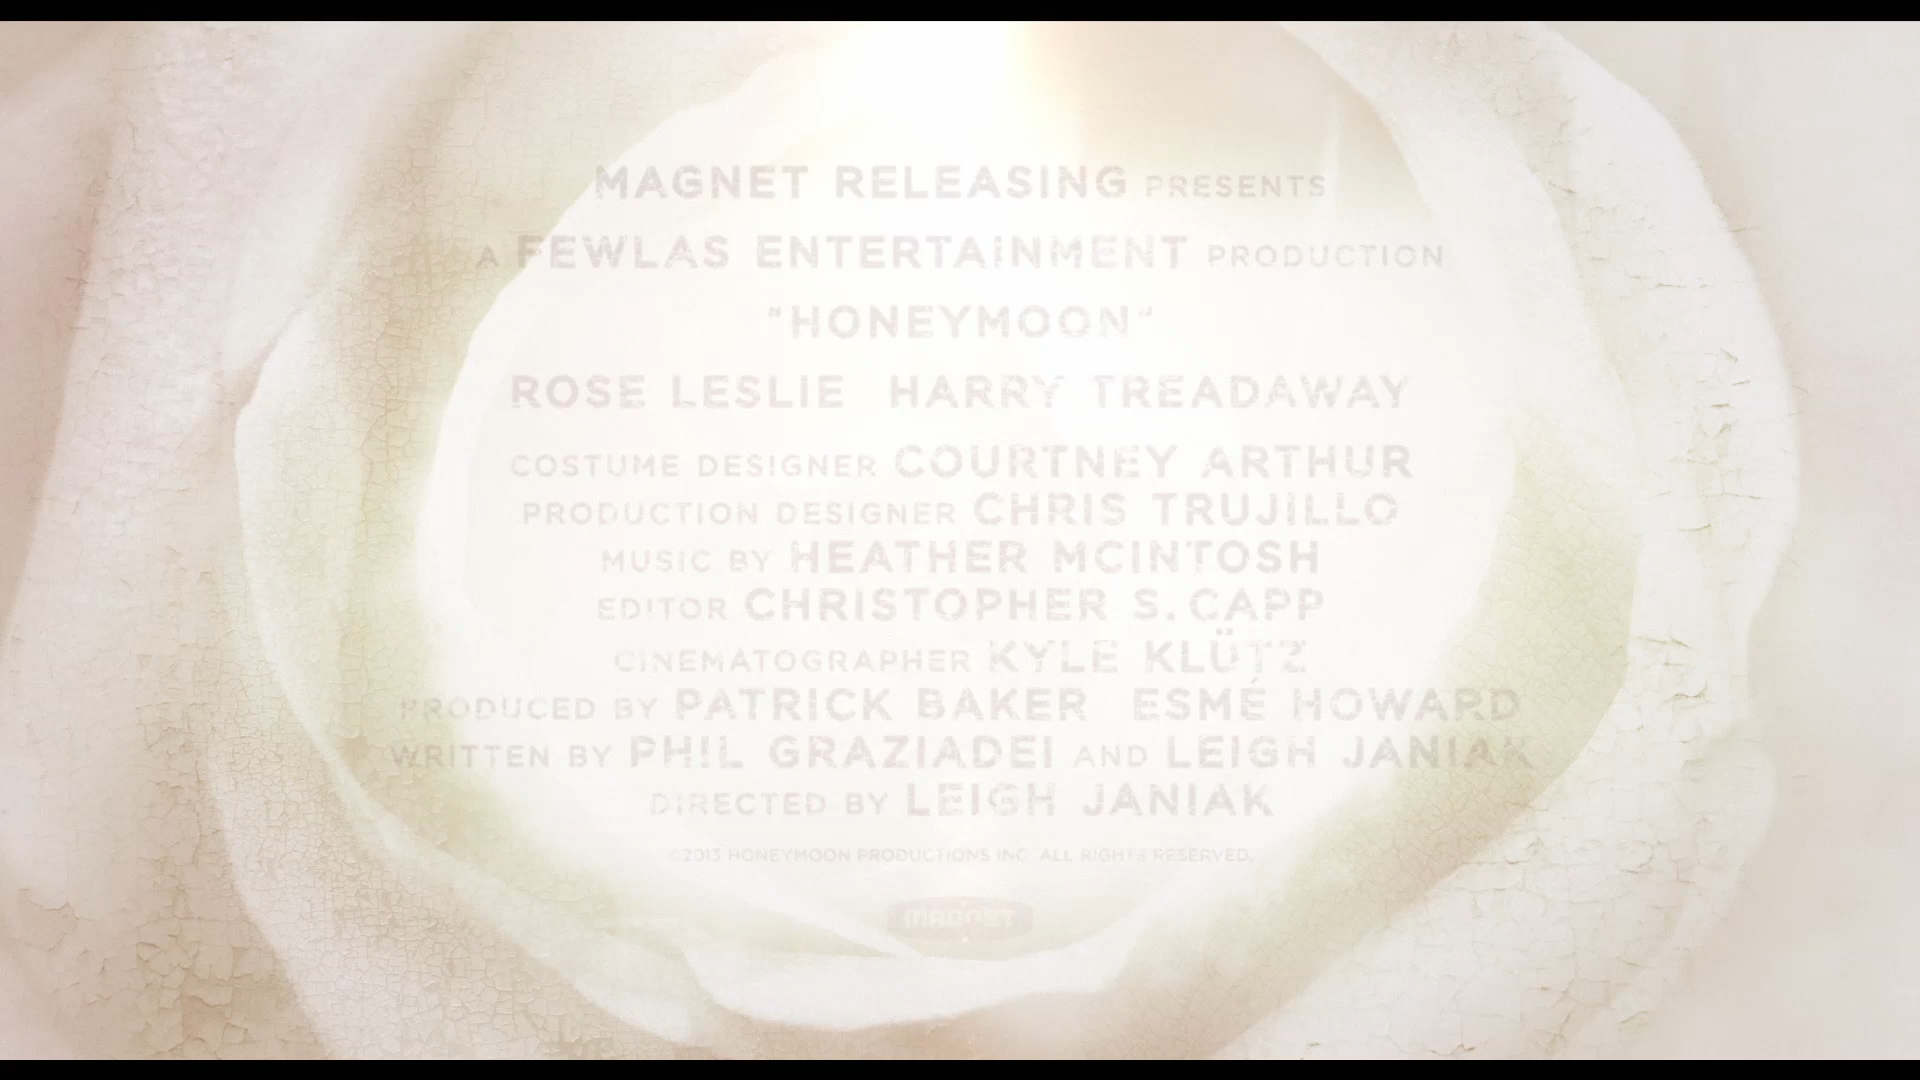 MAGNET RELEASING PRESENTS
A FEWLAS ENTERTAINMENT PRODUCTION
"HONEYMOON"
ROSE LESLIE HARRY TREADAWAY
COSTUME DESIGNER COURTNEY ARTHUR
PRODUCTION DESIGNER CHRIS TRUJILLO
MUSIC BY HEATHER MCINTOSH
EDITOR CHRISTOPHER S. CAPP
CINEMATOGRAPHER KYLE KLÜTZ
PRODUCED BY PATRICK BAKER ESME HOWARD
WRITTEN BY PHIL GRAZIADEI AND LEIGH JANIAK
DIRECTED BY LEIGH JANIAK
©2013 HONEYMOON PRODUCTIONS INC. ALL RIGHTS RESERVED.
MAGNET